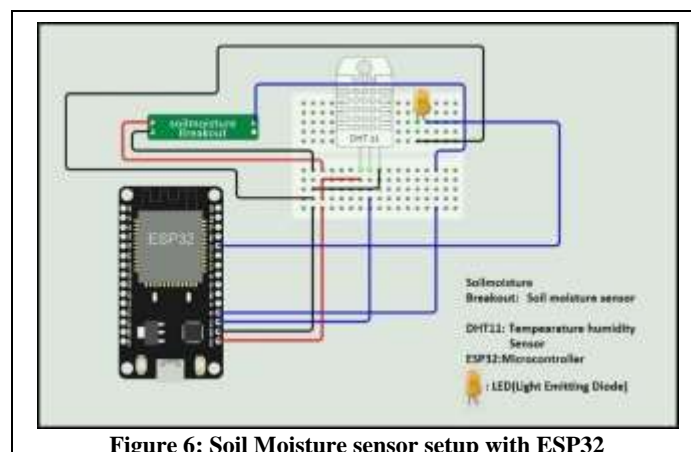 soilmoisture
Breakout
DHT 11
ESP32
Soilmoisture
Breakout: Soil moisture sensor
DHT11: Tempearature humidity
Sensor
ESP32:Microcontroller
: LED(Light Emitting Diode)
Figure 6: Soil Moisture sensor setup with ESP32